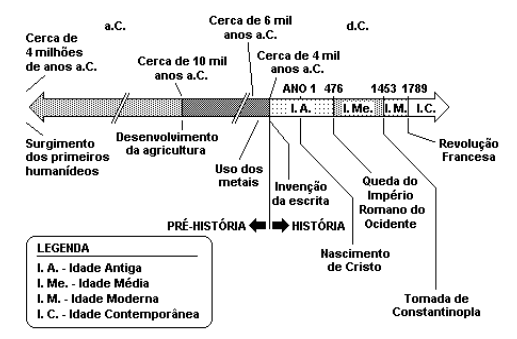 a.C.
d.C.
Cerca de
4 milhões
de anos a.C.
Cerca de 10 mil
anos a.C.
Cerca de 6 mil
anos a.C.
Cerca de 4 mil
anos a.C.
ANO 1
476
1453
1789
I. A.
I. Me.
I. M.
I. C.
Surgimento
dos primeiros
humanídeos
Desenvolvimento
da agricultura
Uso dos
metais
Invenção
da escrita
Queda do
Império
Romano do
Ocidente
Revolução
Francesa
PRÉ-HISTÓRIA
HISTÓRIA
Nascimento
de Cristo
Tomada de
Constantinopla
LEGENDA
I. A. - Idade Antiga
I. Me. - Idade Média
I. M. - Idade Moderna
I. C. - Idade Contemporânea